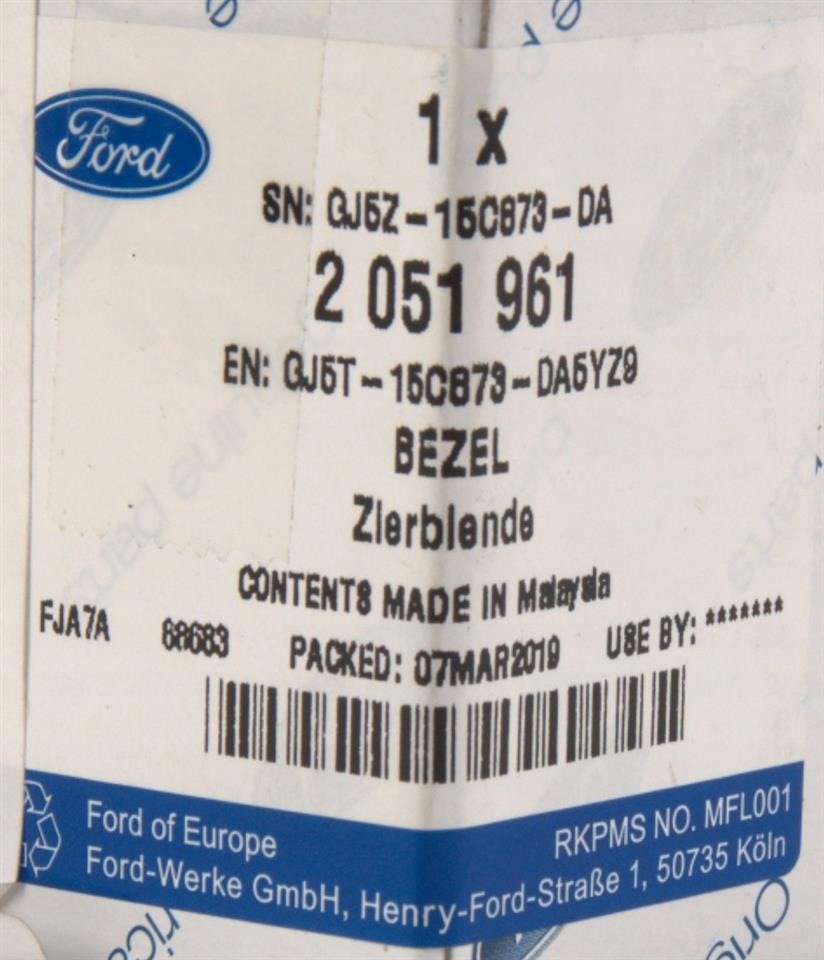 Ford
1 x
SN: GJ5Z-15C873-DA
2 051 961
EN: GJ5T-15C873-DA5YZ9
BEZEL
Zierblende
CONTENTS MADE IN Malaysia
FJA7A 68683 PACKED: 07MAR2019 USE BY: *******
Ford of Europe
RKPMS NO. MFL001
Ford-Werke GmbH, Henry-Ford-Straße 1, 50735 Köln